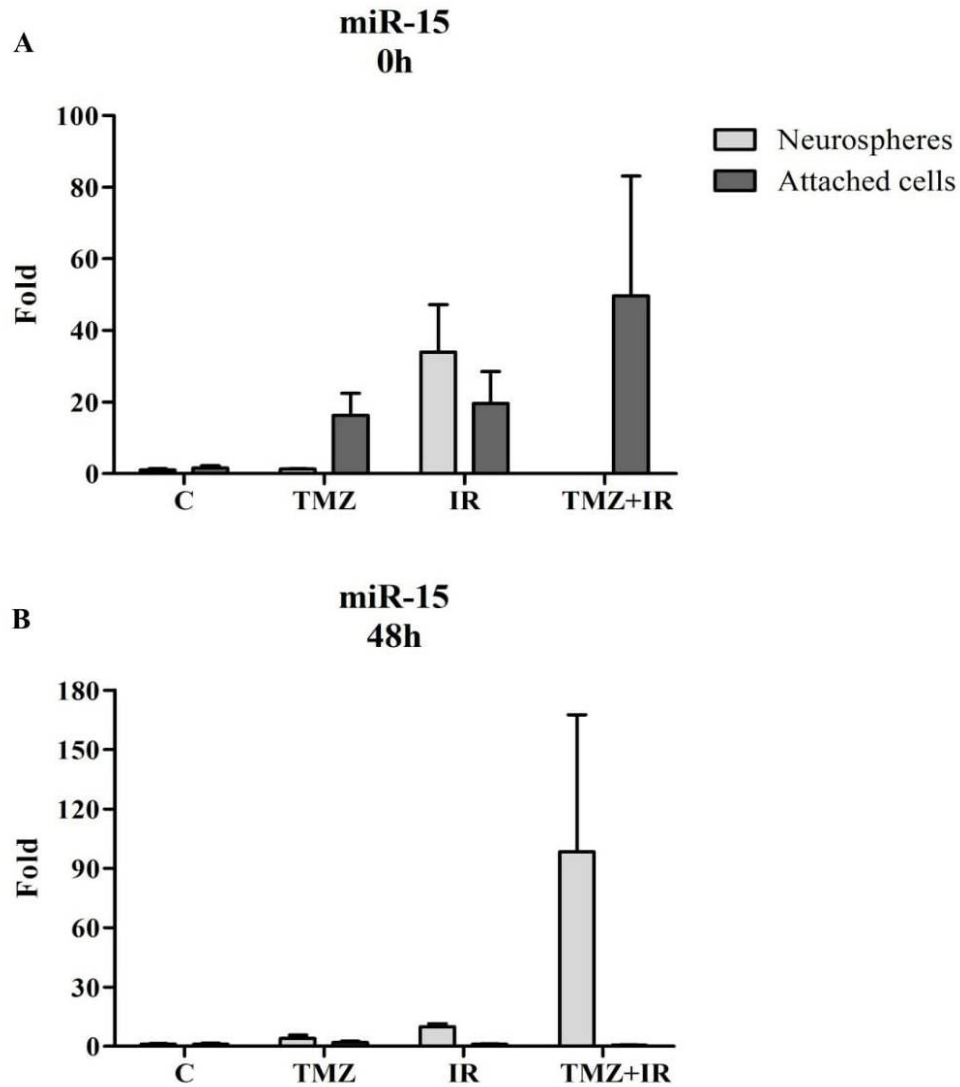 A
miR-15
0h
100
80
60
40
20
0
Fold
C
TMZ
IR
TMZ+IR
Neurospheres
Attached cells
B
miR-15
48h
180
150
120
90
60
30
0
Fold
C
TMZ
IR
TMZ+IR